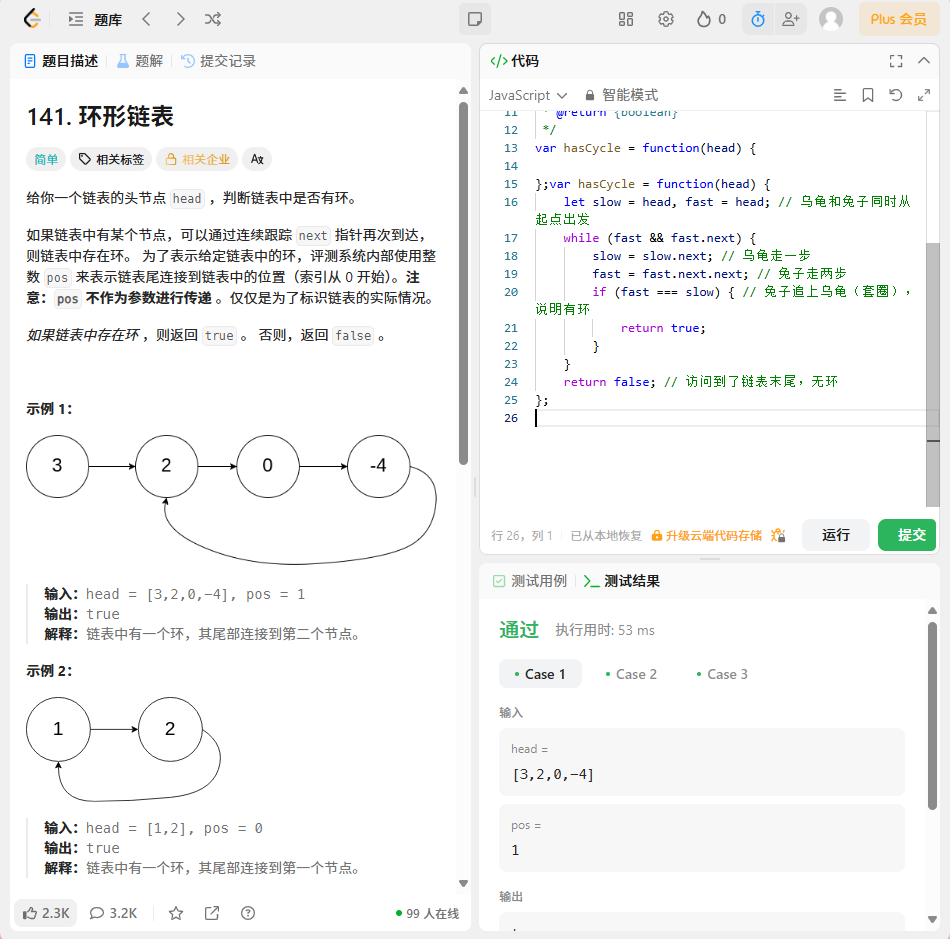 题库
0
Plus 会员
题目描述
题解
提交记录
141. 环形链表
简单
相关标签
相关企业
给你一个链表的头节点 head ，判断链表中是否有环。
如果链表中有某个节点，可以通过连续跟踪 next 指针再次到达，
则链表中存在环。 为了表示给定链表中的环，评测系统内部使用整
数 pos 来表示链表尾连接到链表中的位置（索引从 0 开始）。注
意：pos 不作为参数进行传递 。仅仅是为了标识链表的实际情况。
如果链表中存在环 ，则返回 true 。 否则，返回 false 。
示例 1：
3
2
0
-4
输入：head = [3,2,0,-4], pos = 1
输出：true
解释：链表中有一个环，其尾部连接到第二个节点。
示例 2：
1
2
输入：head = [1,2], pos = 0
输出：true
解释：链表中有一个环，其尾部连接到第一个节点。
2.3K
3.2K
99 人在线
</> 代码
JavaScript
智能模式
11 * @return {boolean}
12 */
13 var hasCycle = function(head) {
14
15 };var hasCycle = function(head) {
16 let slow = head, fast = head; // 乌龟和兔子同时从
起点出发
17 while (fast && fast.next) {
18 slow = slow.next; // 乌龟走一步
19 fast = fast.next.next; // 兔子走两步
20 if (fast === slow) { // 兔子追上乌龟（套圈），
说明有环
21 return true;
22 }
23 }
24 return false; // 访问到了链表末尾，无环
25 };
26
行 26，列 1
已从本地恢复
升级云端代码存储
运行
提交
测试用例
测试结果
通过
执行用时: 53 ms
Case 1
Case 2
Case 3
输入
head =
[3,2,0,-4]
pos =
1
输出